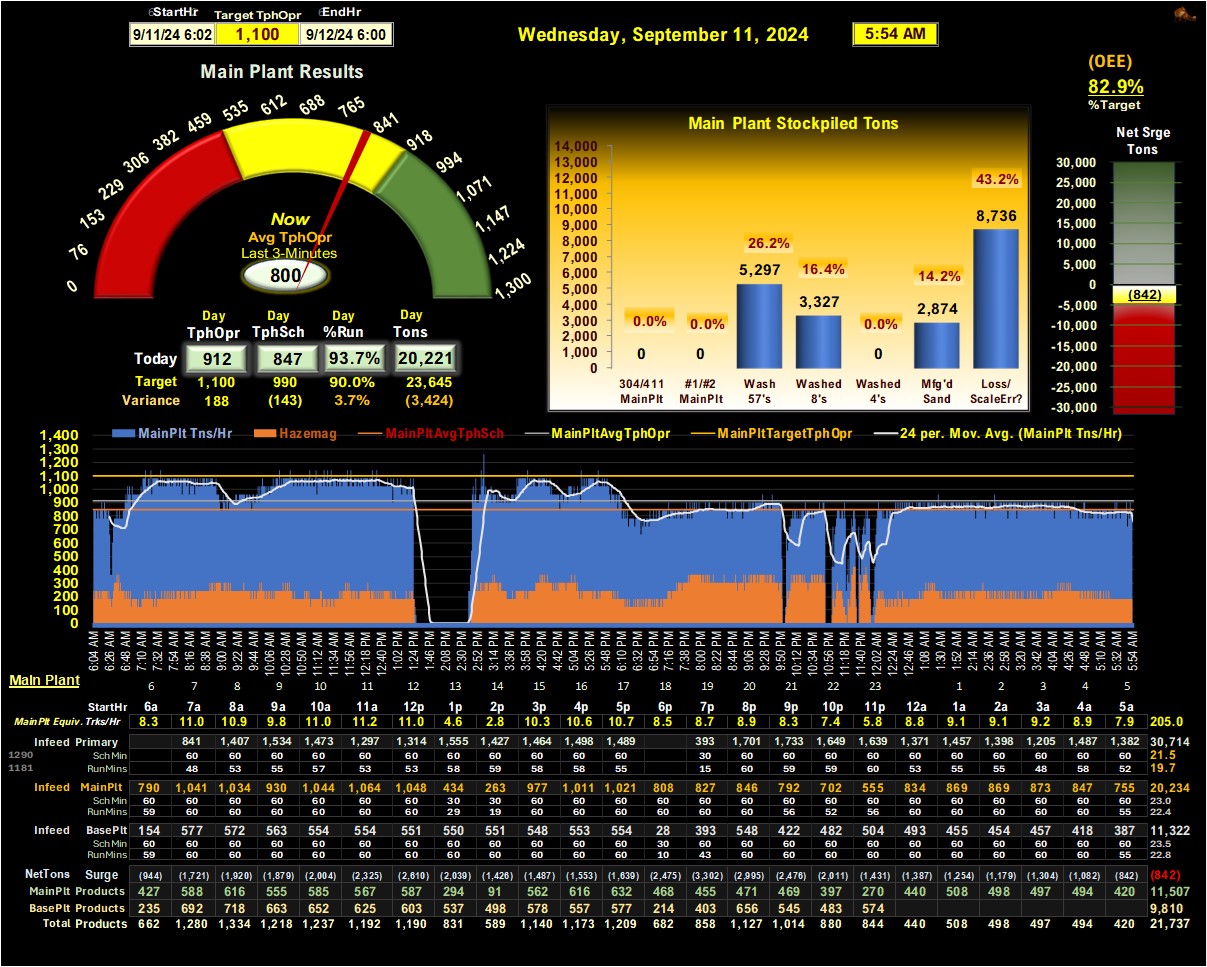 StartHr Target TphOpr EndHr
9/11/24 6:02 1,100 9/12/24 6:00
Wednesday, September 11, 2024 5:54 AM
(OEE)
82.9%
%Target
Main Plant Results
0 76 153 229 306 382 459 535 612 688 765 841 918 994 1,071 1,147 1,224 1,300
Now
Avg TphOpr
Last 3-Minutes
800
Day Day Day Day
TphOpr TphSch %Run Tons
Today 912 847 93.7% 20,221
Target 1,100 990 90.0% 23,645
Variance 188 (143) 3.7% (3,424)
Main Plant Stockpiled Tons
14,000
13,000
12,000
11,000
10,000
9,000
8,000
7,000
6,000
5,000
4,000
3,000
2,000
1,000
0
0.0% 0.0% 26.2% 16.4% 0.0% 14.2% 43.2%
0 0 5,297 3,327 0 2,874 8,736
304/411 #1/#2 Wash Washed Washed Mfg'd Loss/
MainPlt MainPlt 57's 8's 4's Sand ScaleErr?
Net Srge
Tons
30,000
25,000
20,000
15,000
10,000
5,000
0
(842)
-5,000
-10,000
-15,000
-20,000
-25,000
-30,000
MainPlt Tns/Hr Hazemag MainPltAvgTphSch MainPltAvgTphOpr MainPltTargetTphOpr 24 per. Mov. Avg. (MainPlt Tns/Hr)
1,400
1,300
1,200
1,100
1,000
900
800
700
600
500
400
300
200
100
0
6:04 AM 6:26 AM 6:48 AM 7:10 AM 7:32 AM 7:54 AM 8:16 AM 8:38 AM 9:00 AM 9:22 AM 9:44 AM 10:06 AM 10:28 AM 10:50 AM 11:12 AM 11:34 AM 11:56 AM 12:18 PM 12:40 PM 1:02 PM 1:24 PM 1:46 PM 2:08 PM 2:30 PM 2:52 PM 3:14 PM 3:36 PM 3:58 PM 4:20 PM 4:42 PM 5:04 PM 5:26 PM 5:48 PM 6:10 PM 6:32 PM 6:54 PM 7:16 PM 7:38 PM 8:00 PM 8:22 PM 8:44 PM 9:06 PM 9:28 PM 9:50 PM 10:12 PM 10:34 PM 10:56 PM 11:18 PM 11:40 PM 12:02 AM 12:24 AM 12:46 AM 1:08 AM 1:30 AM 1:52 AM 2:14 AM 2:36 AM 2:58 AM 3:20 AM 3:42 AM 4:04 AM 4:26 AM 4:48 AM 5:10 AM 5:32 AM 5:54 AM
Main Plant 6 7 8 9 10 11 12 13 14 15 16 17 18 19 20 21 22 23 1 2 3 4 5
StartHr 6a 7a 8a 9a 10a 11a 12p 1p 2p 3p 4p 5p 6p 7p 8p 9p 10p 11p 12a 1a 2a 3a 4a 5a
MainPlt Equiv. Trks/Hr 8.3 11.0 10.9 9.8 11.0 11.2 11.0 4.6 2.8 10.3 10.6 10.7 8.5 8.7 8.9 8.3 7.4 5.8 8.8 9.1 9.1 9.2 8.9 7.9 205.0
Infeed Primary 841 1,407 1,534 1,473 1,297 1,314 1,555 1,427 1,464 1,498 1,489 393 1,701 1,733 1,649 1,639 1,371 1,457 1,398 1,205 1,487 1,382 30,714
1290 SchMin 60 60 60 60 60 60 60 60 60 60 60 30 60 60 60 60 60 60 60 60 60 60 21.5
1181 RunMins 48 53 55 57 53 53 58 59 58 58 55 15 60 59 59 60 53 55 55 48 58 52 19.7
Infeed MainPlt 790 1,041 1,034 930 1,044 1,064 1,048 434 263 977 1,011 1,021 808 827 846 792 702 555 834 869 869 873 847 755 20,234
SchMin 60 60 60 60 60 60 60 30 30 60 60 60 60 60 60 60 60 60 60 60 60 60 60 60 23.0
RunMins 59 60 60 60 60 60 60 29 19 60 60 60 60 60 60 56 52 56 60 60 60 60 60 55 22.4
Infeed BasePlt 154 577 572 563 554 554 551 550 551 548 553 554 28 393 548 422 482 504 493 455 454 457 418 387 11,322
SchMin 60 60 60 60 60 60 60 60 60 60 60 60 30 60 60 60 60 60 60 60 60 60 60 60 23.5
RunMins 59 60 60 60 60 60 60 60 60 60 60 60 10 43 60 60 60 60 60 60 60 60 60 55 22.8
NetTons Surge (944) (1,721) (1,920) (1,879) (2,004) (2,325) (2,610) (2,039) (1,426) (1,487) (1,553) (1,639) (2,475) (3,302) (2,995) (2,476) (2,011) (1,431) (1,387) (1,254) (1,179) (1,304) (1,082) (842) (842)
MainPlt Products 427 588 616 555 585 567 587 294 91 562 616 632 468 455 471 469 397 270 440 508 498 497 494 420 11,507
BasePlt Products 235 692 718 663 652 625 603 537 498 578 557 577 214 403 656 545 483 574 9,810
Total Products 662 1,280 1,334 1,218 1,237 1,192 1,190 831 589 1,140 1,173 1,209 682 858 1,127 1,014 880 844 440 508 498 497 494 420 21,737